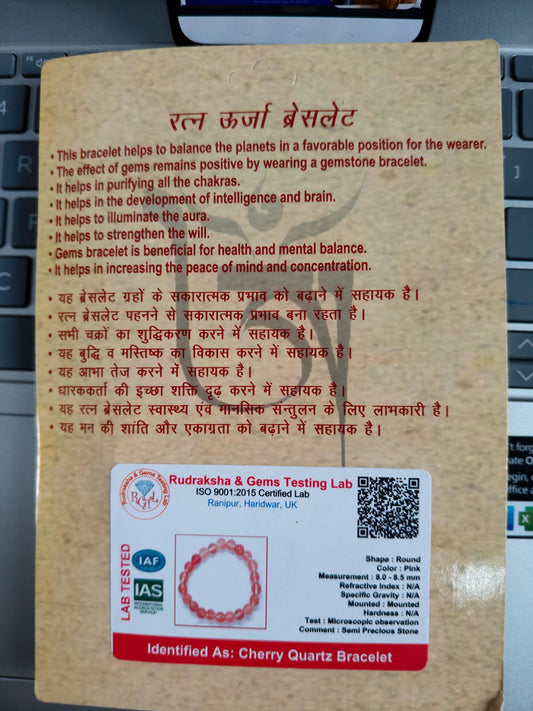 रत्न ऊर्जा ब्रेसलेट
• This bracelet helps to balance the planets in a favorable position for the wearer.
• The effect of gems remains positive by wearing a gemstone bracelet.
• It helps in purifying all the chakras.
• It helps in the development of intelligence and brain.
• It helps to illuminate the aura.
• It helps to strengthen the will.
• Gems bracelet is beneficial for health and mental balance.
• It helps in increasing the peace of mind and concentration.
• यह ब्रेसलेट ग्रहों के सकारात्मक प्रभाव को बढ़ाने में सहायक है।
• रत्न ब्रेसलेट पहनने से सकारात्मक प्रभाव बना रहता है।
• सभी चक्रों का शुद्धिकरण करने में सहायक है।
• यह बुद्धि व मस्तिष्क का विकास करने में सहायक है।
• यह आभा तेज करने में सहायक है।
• धारककर्ता की इच्छा शक्ति दृढ़ करने में सहायक है।
• यह रत्न ब्रेसलेट स्वास्थ्य एंव मानसिक सन्तुलन के लिए लाभकारी है।
• यह मन की शांति और एकाग्रता को बढ़ाने में सहायक है।
Rudraksha & Gems Testing Lab
ISO 9001:2015 Certified Lab
Ranipur, Haridwar, UK
Rudraksha & Gems Testing Lab
LAB TESTED
IAF
IAS
INTERNATIONAL
ACCREDITATION
SERVICE
Shape : Round
Color : Pink
Measurement : 8.0 - 8.5 mm
Refractive Index : N/A
Specific Gravity : N/A
Mounted : Mounted
Hardness : N/A
Test : Microscopic observation
Comment : Semi Precious Stone
Identified As: Cherry Quartz Bracelet